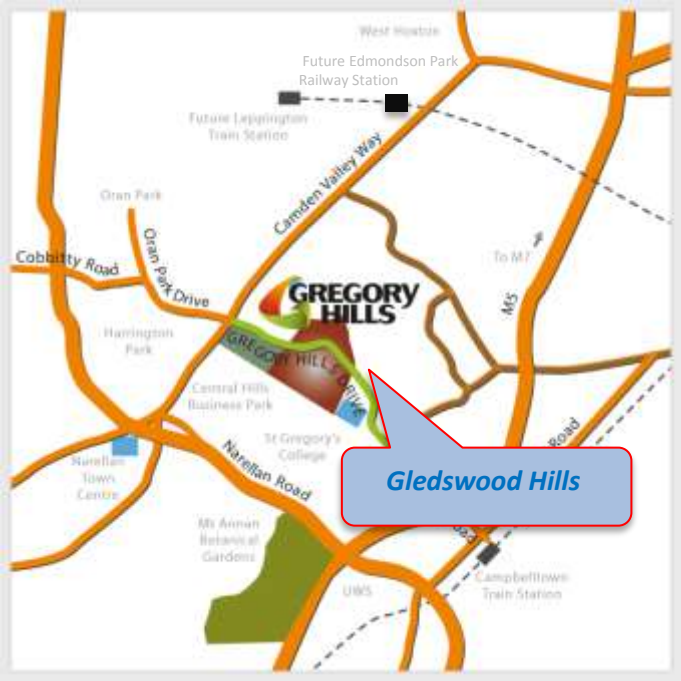 West Hoxton
Future Edmondson Park
Railway Station
Future Leppington
Train Station
Camden Valley Way
Oran Park
Cobbitty Road
Oran Park Drive
To M7
M5
GREGORY
HILLS
Harrington
Park
GREGORY HILLS DRIVE
Central Hills
Business Park
St Gregory's
College
Road
Gledswood Hills
Narellan
Town
Centre
Narellan Road
Mt Annan
Botanical
Gardens
UWS
Campbelltown
Train Station